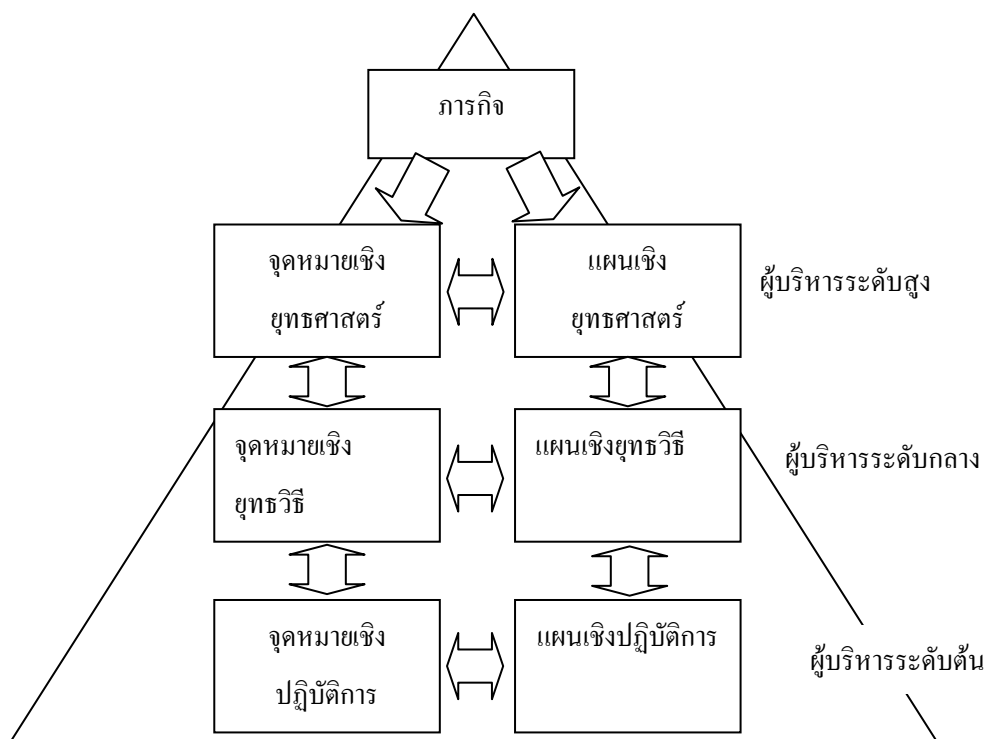 ภารกิจ
จุดหมายเชิง
ยุทธศาสตร์
แผนเชิง
ยุทธศาสตร์
ผู้บริหารระดับสูง
จุดหมายเชิง
ยุทธวิธี
แผนเชิงยุทธวิธี
ผู้บริหารระดับกลาง
จุดหมายเชิง
ปฏิบัติการ
แผนเชิงปฏิบัติการ
ผู้บริหารระดับต้น